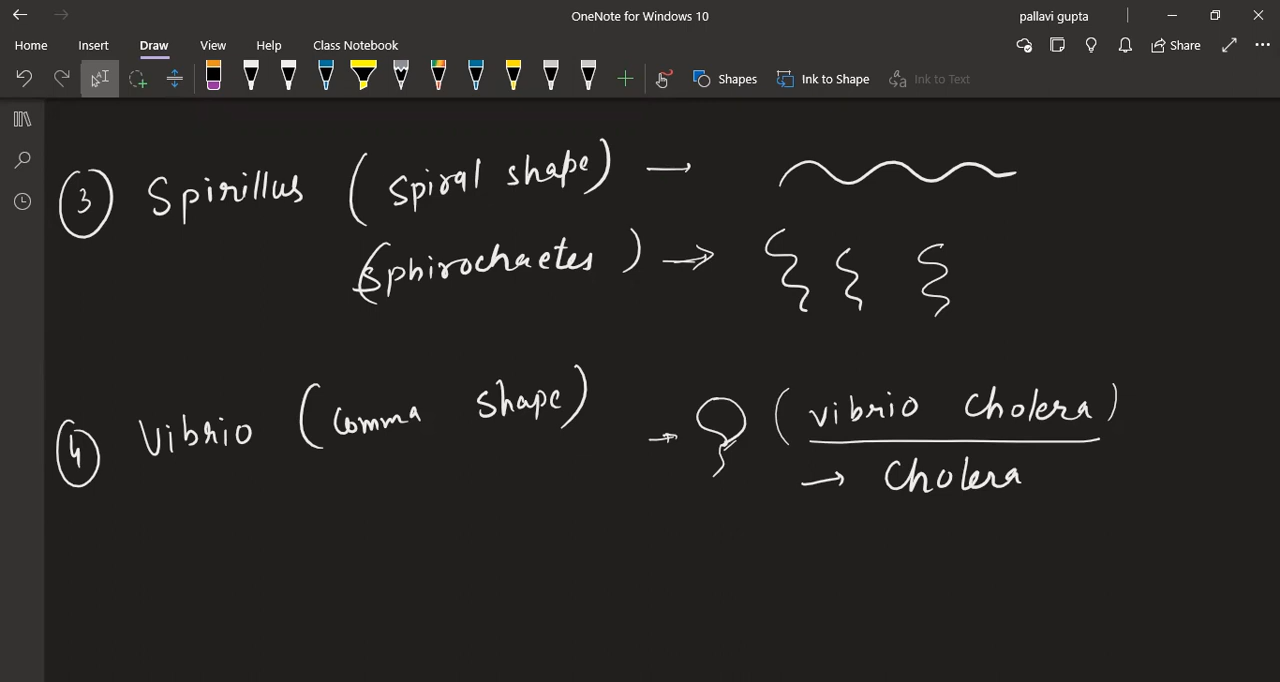 OneNote for Windows 10
pallavi gupta
Home Insert Draw View Help Class Notebook
Share
Shapes Ink to Shape Ink to Text
3 Spirillus (Spiral shape) →
(Sphirochaetes) →
4 Vibrio (Comma shape) → (vibrio cholera)
→ Cholera